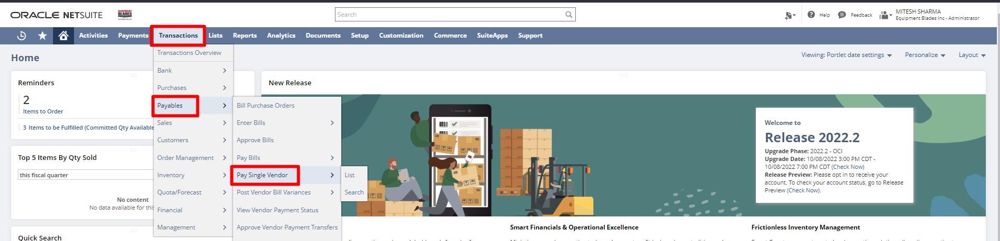 ORACLE NETSUITE
EQUIPMENT
BLADES
Search
Help
Feedback
MITESH SHARMA
Equipment Blades Inc - Administrator
Activities
Payments
Transactions
Lists
Reports
Analytics
Documents
Setup
Customization
Commerce
SuiteApps
Support
Home
Viewing: Portlet date settings
Personalize
Layout
Transactions Overview
Bank
Purchases
Payables
Sales
Customers
Order Management
Inventory
Quota/Forecast
Financial
Management
Bill Purchase Orders
Enter Bills
Approve Bills
Pay Bills
Pay Single Vendor
Post Vendor Bill Variances
View Vendor Payment Status
Approve Vendor Payment Transfers
List
Search
Reminders
2
Items to Order
3 Items to be Fulfilled (Committed Qty Available
Top 5 Items By Qty Sold
this fiscal quarter
No content
No data available for this
Quick Search
New Release
Welcome to
Release 2022.2
Upgrade Phase: 2022.2 - OCI
Upgrade Date: 10/08/2022 3:00 PM CDT -
10/08/2022 7:00 PM CDT (Check Now)
Release Preview: Please opt in to receive your
account. To check your account status, go to Release
Preview (Check Now).
Smart Financials & Operational Excellence
Frictionless Inventory Management